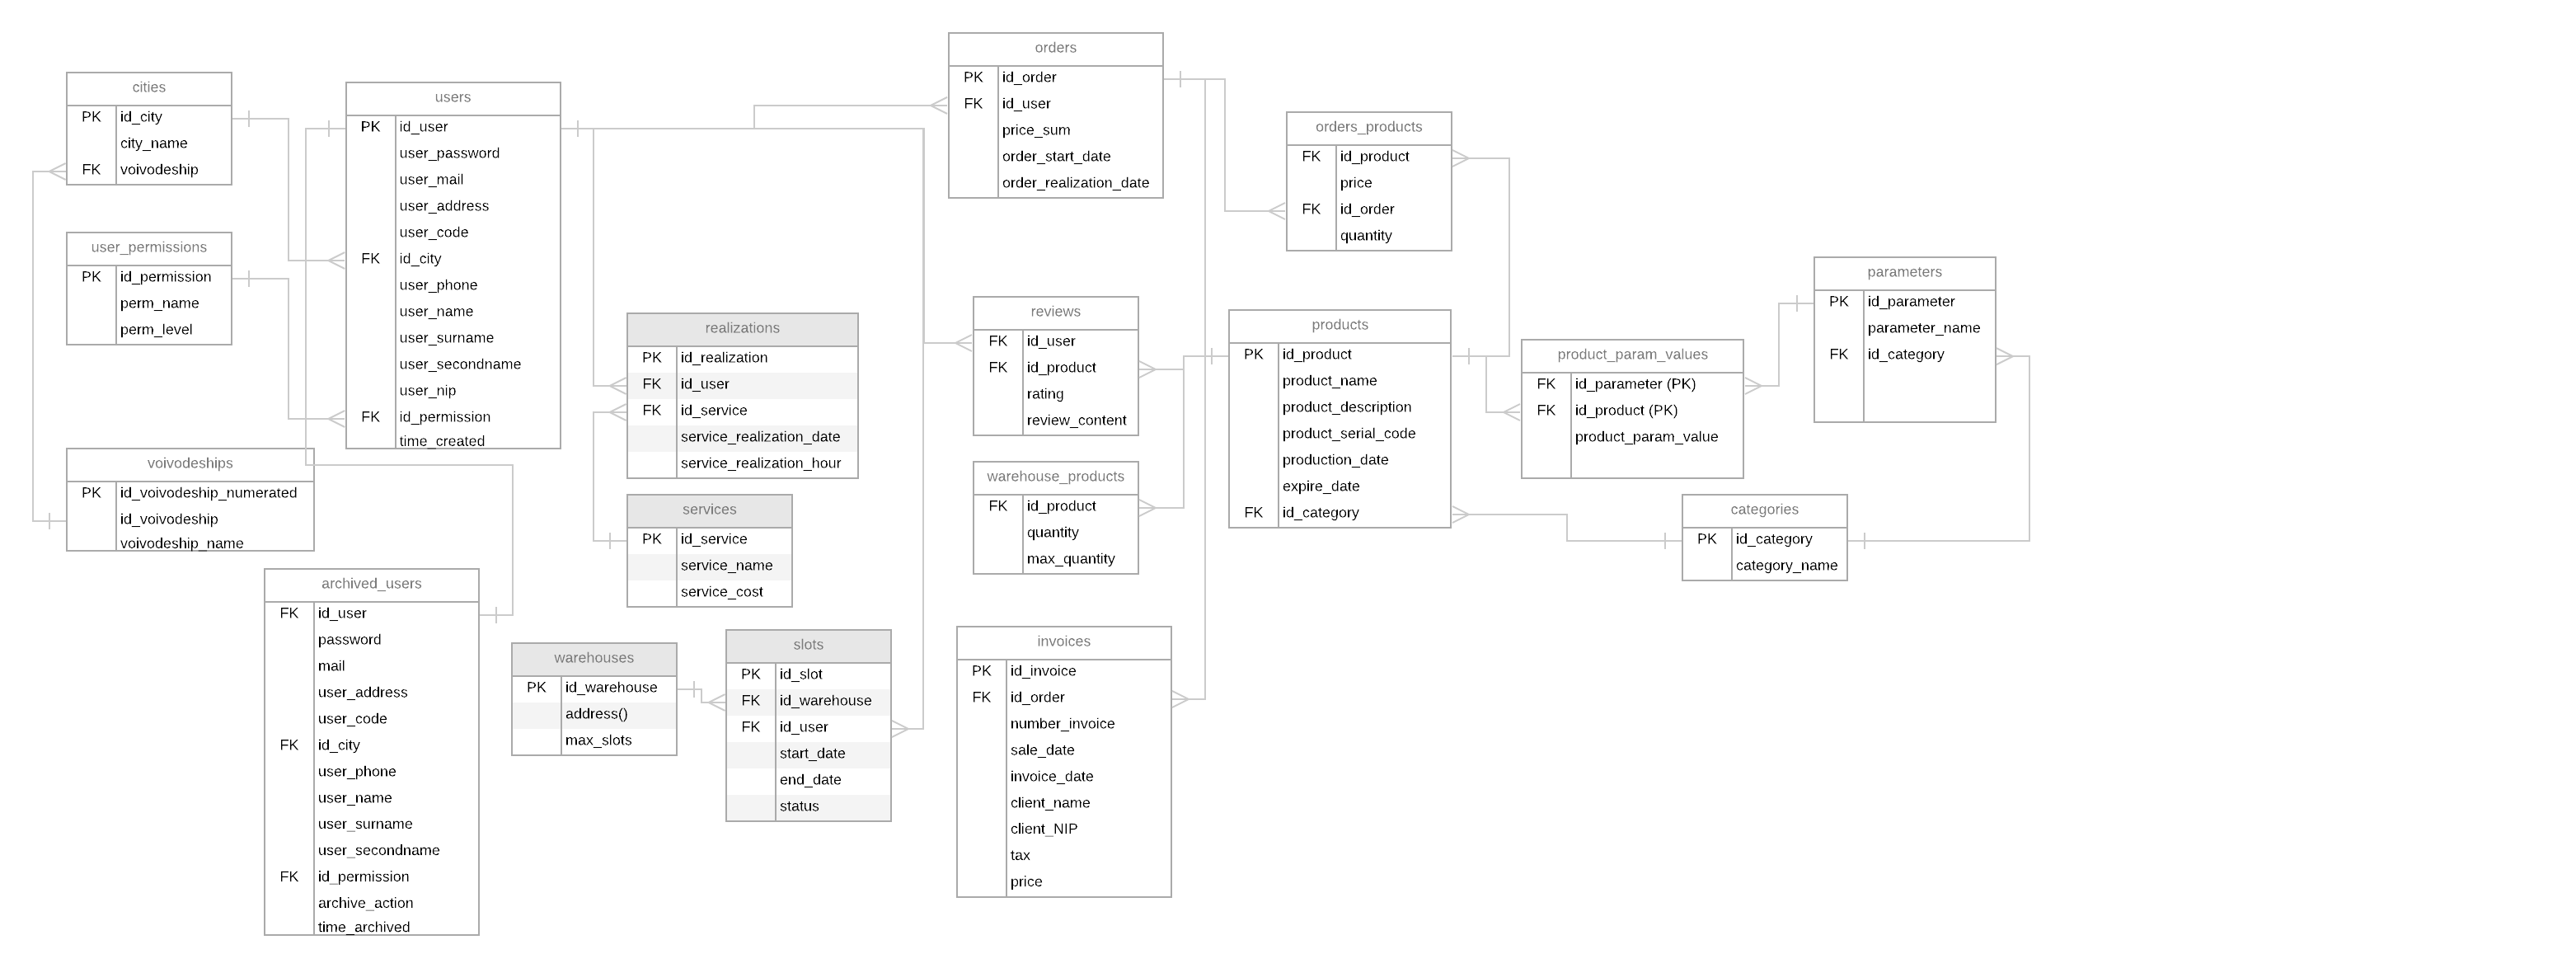 cities
PK id_city
city_name
FK voivodeship
user_permissions
PK id_permission
perm_name
perm_level
voivodeships
PK id_voivodeship_numerated
id_voivodeship
voivodeship_name
users
PK id_user
user_password
user_mail
user_address
user_code
FK id_city
user_phone
user_name
user_surname
user_secondname
user_nip
FK id_permission
time_created
archived_users
FK id_user
password
mail
user_address
user_code
FK id_city
user_phone
user_name
user_surname
user_secondname
FK id_permission
archive_action
time_archived
realizations
PK id_realization
FK id_user
FK id_service
service_realization_date
service_realization_hour
services
PK id_service
service_name
service_cost
warehouses
PK id_warehouse
address()
max_slots
slots
PK id_slot
FK id_warehouse
FK id_user
start_date
end_date
status
orders
PK id_order
FK id_user
price_sum
order_start_date
order_realization_date
reviews
FK id_user
FK id_product
rating
review_content
warehouse_products
FK id_product
quantity
max_quantity
invoices
PK id_invoice
FK id_order
number_invoice
sale_date
invoice_date
client_name
client_NIP
tax
price
orders_products
FK id_product
price
FK id_order
quantity
products
PK id_product
product_name
product_description
product_serial_code
production_date
expire_date
FK id_category
product_param_values
FK id_parameter (PK)
FK id_product (PK)
product_param_value
parameters
PK id_parameter
parameter_name
FK id_category
categories
PK id_category
category_name